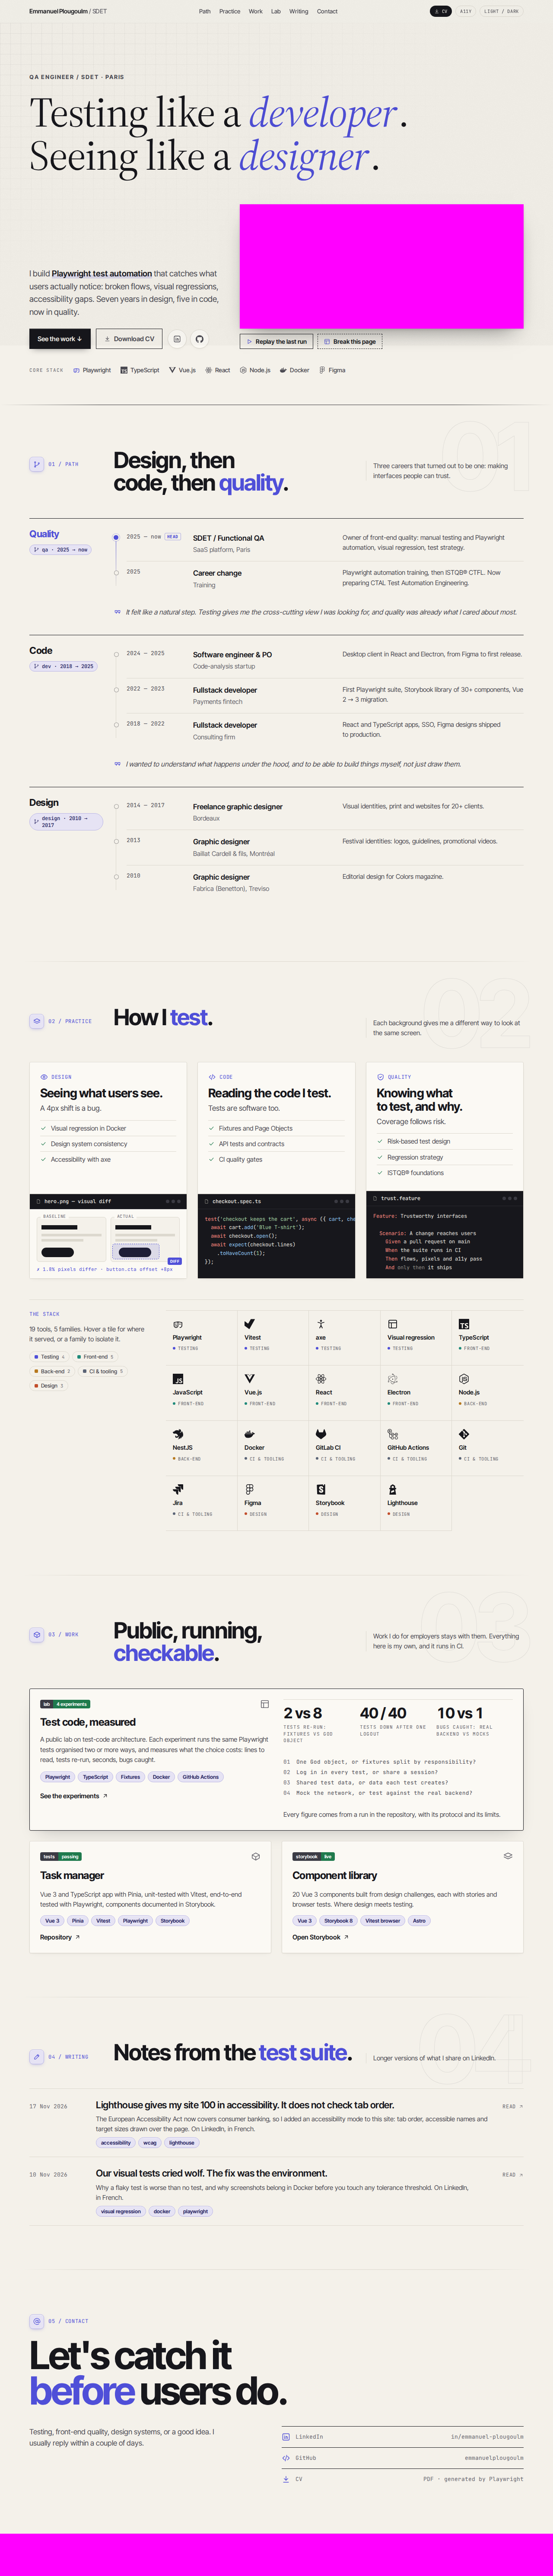 Emmanuel Plougoulm / SDET
Path Practice Work Lab Writing Contact
CV A11Y LIGHT / DARK
QA ENGINEER / SDET · PARIS
Testing like a developer.
Seeing like a designer.
I build Playwright test automation that catches what
users actually notice: broken flows, visual regressions,
accessibility gaps. Seven years in design, five in code,
now in quality.
See the work ↓ Download CV
Replay the last run Break this page
CORE STACK Playwright TypeScript Vue.js React Node.js Docker Figma
01
01 / PATH
Design, then
code, then quality.
Three careers that turned out to be one: making
interfaces people can trust.
Quality
qa · 2025 → now
2025 — now HEAD
SDET / Functional QA
SaaS platform, Paris
Owner of front-end quality: manual testing and Playwright
automation, visual regression, test strategy.
2025
Career change
Training
Playwright automation training, then ISTQB® CTFL. Now
preparing CTAL Test Automation Engineering.
It felt like a natural step. Testing gives me the cross-cutting view I was looking for, and quality was already what I cared about most.
Code
dev · 2018 → 2025
2024 — 2025
Software engineer & PO
Code-analysis startup
Desktop client in React and Electron, from Figma to first release.
2022 — 2023
Fullstack developer
Payments fintech
First Playwright suite, Storybook library of 30+ components, Vue
2 → 3 migration.
2018 — 2022
Fullstack developer
Consulting firm
React and TypeScript apps, SSO, Figma designs shipped
to production.
I wanted to understand what happens under the hood, and to be able to build things myself, not just draw them.
Design
design · 2010 →
2017
2014 — 2017
Freelance graphic designer
Bordeaux
Visual identities, print and websites for 20+ clients.
2013
Graphic designer
Baillat Cardell & fils, Montréal
Festival identities: logos, guidelines, promotional videos.
2010
Graphic designer
Fabrica (Benetton), Treviso
Editorial design for Colors magazine.
02
02 / PRACTICE
How I test.
Each background gives me a different way to look at
the same screen.
DESIGN
Seeing what users see.
A 4px shift is a bug.
Visual regression in Docker
Design system consistency
Accessibility with axe
hero.png — visual diff
BASELINE ACTUAL
DIFF
1.8% pixels differ · button.cta offset +8px
CODE
Reading the code I test.
Tests are software too.
Fixtures and Page Objects
API tests and contracts
CI quality gates
checkout.spec.ts
test('checkout keeps the cart', async ({ cart, che
await cart.add('Blue T-shirt');
await checkout.open();
await expect(checkout.lines)
.toHaveCount(1);
});
QUALITY
Knowing what
to test, and why.
Coverage follows risk.
Risk-based test design
Regression strategy
ISTQB® foundations
trust.feature
Feature: Trustworthy interfaces
Scenario: A change reaches users
Given a pull request on main
When the suite runs in CI
Then flows, pixels and a11y pass
And only then it ships
THE STACK
19 tools, 5 families. Hover a tile for where
it served, or a family to isolate it.
Testing 4 Front-end 5
Back-end 2 CI & tooling 5
Design 3
Playwright Vitest axe Visual regression TypeScript
TESTING TESTING TESTING TESTING FRONT-END
JavaScript Vue.js React Electron Node.js
FRONT-END FRONT-END FRONT-END FRONT-END BACK-END
NestJS Docker GitLab CI GitHub Actions Git
BACK-END CI & TOOLING CI & TOOLING CI & TOOLING CI & TOOLING
Jira Figma Storybook Lighthouse
CI & TOOLING DESIGN DESIGN DESIGN
03
03 / WORK
Public, running,
checkable.
Work I do for employers stays with them. Everything
here is my own, and it runs in CI.
lab 4 experiments
Test code, measured
A public lab on test-code architecture. Each experiment runs the same Playwright
tests organised two or more ways, and measures what the choice costs: lines to
read, tests re-run, seconds, bugs caught.
Playwright TypeScript Fixtures Docker GitHub Actions
See the experiments ↗
2 vs 8 40 / 40 10 vs 1
TESTS RE-RUN:
FIXTURES VS GOD
OBJECT
TESTS DOWN AFTER ONE
LOGOUT
BUGS CAUGHT: REAL
BACKEND VS MOCKS
01 One God object, or fixtures split by responsibility?
02 Log in in every test, or share a session?
03 Shared test data, or data each test creates?
04 Mock the network, or test against the real backend?
Every figure comes from a run in the repository, with its protocol and its limits.
tests passing
Task manager
Vue 3 and TypeScript app with Pinia, unit-tested with Vitest, end-to-end
tested with Playwright, components documented in Storybook.
Vue 3 Pinia Vitest Playwright Storybook
Repository ↗
storybook live
Component library
20 Vue 3 components built from design challenges, each with stories and
browser tests. Where design meets testing.
Vue 3 Storybook 8 Vitest browser Astro
Open Storybook ↗
04
04 / WRITING
Notes from the test suite.
Longer versions of what I share on LinkedIn.
17 Nov 2026
Lighthouse gives my site 100 in accessibility. It does not check tab order.
READ ↗
The European Accessibility Act now covers consumer banking, so I added an accessibility mode to this site: tab order, accessible names and
target sizes drawn over the page. On LinkedIn, in French.
accessibility wcag lighthouse
10 Nov 2026
Our visual tests cried wolf. The fix was the environment.
READ ↗
Why a flaky test is worse than no test, and why screenshots belong in Docker before you touch any tolerance threshold. On LinkedIn,
in French.
visual regression docker playwright
05 / CONTACT
Let's catch it
before users do.
Testing, front-end quality, design systems, or a good idea. I
usually reply within a couple of days.
LinkedIn in/emmanuel-plougoulm
GitHub emmanuelplougoulm
CV PDF · generated by Playwright